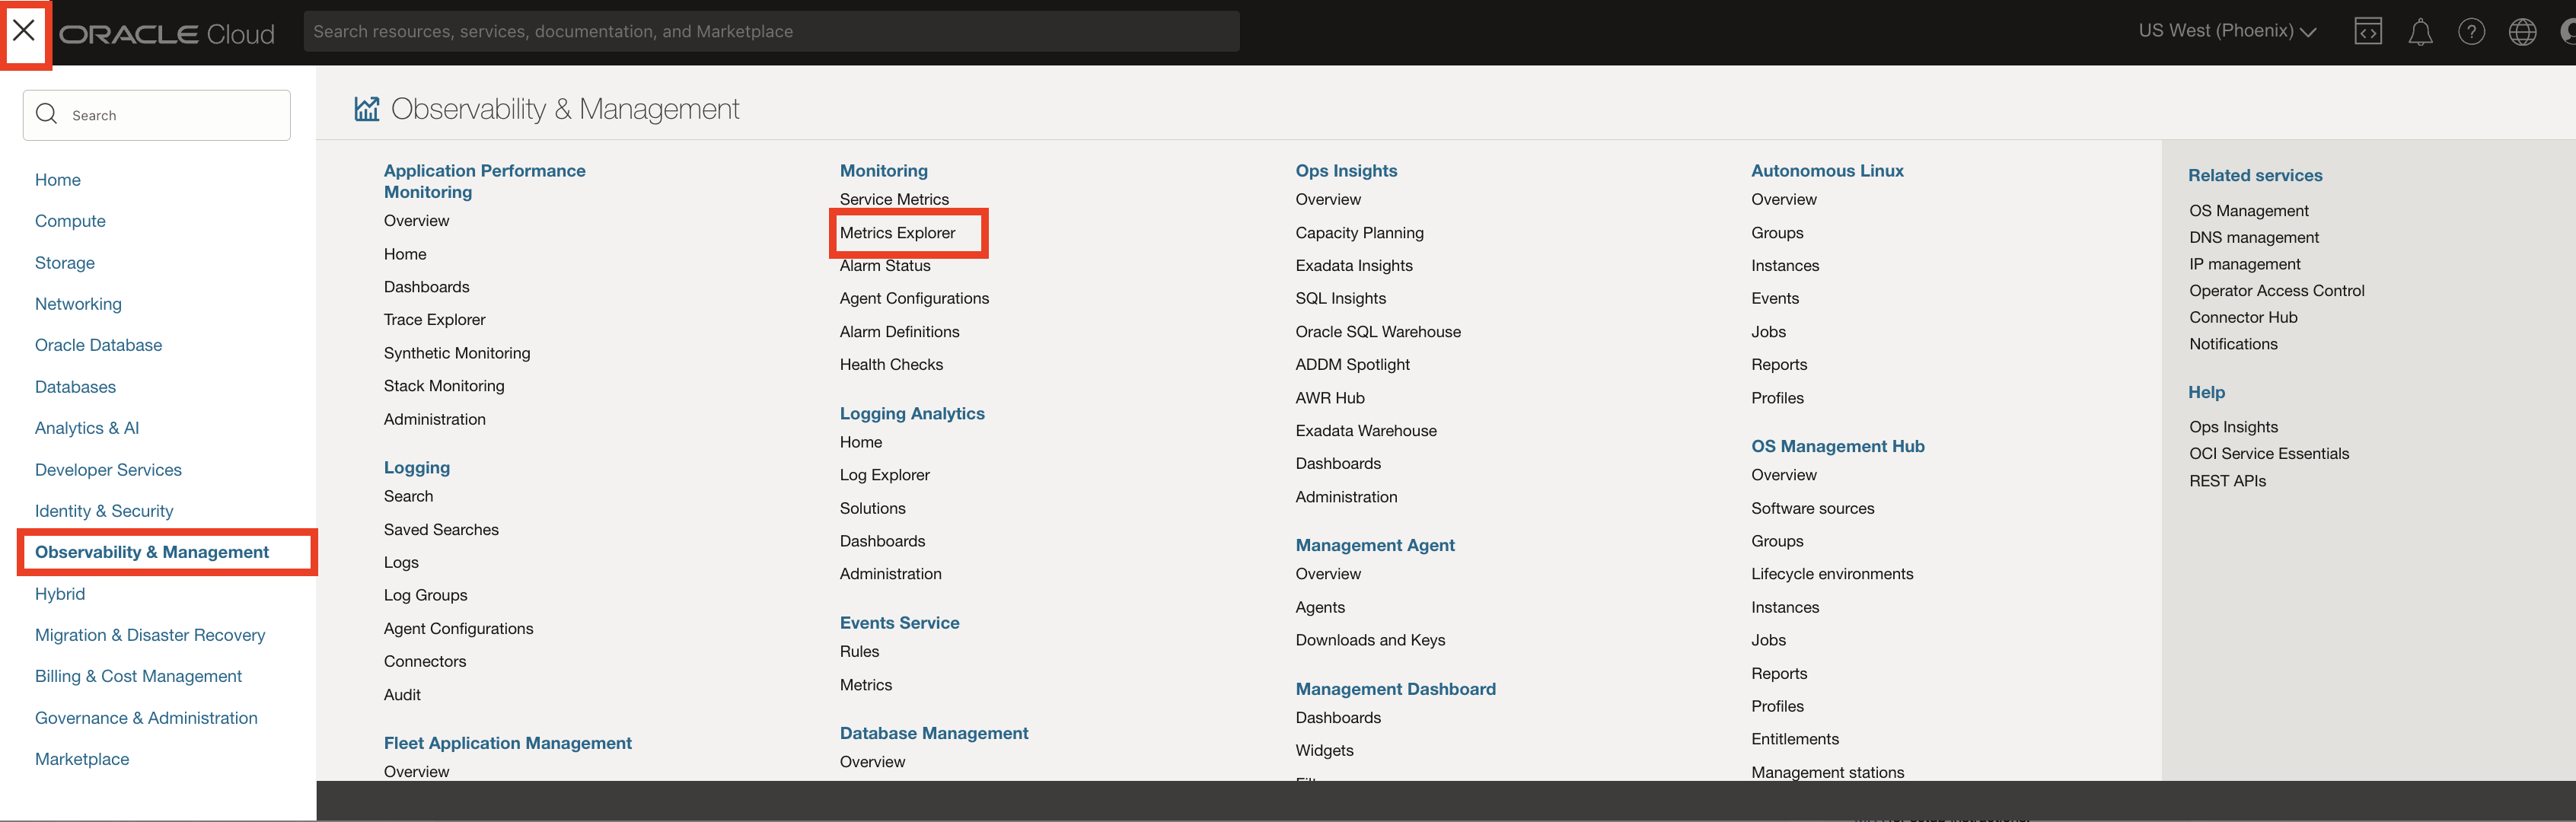 ORACLE Cloud
Search resources, services, documentation, and Marketplace
US West (Phoenix)
Search
Home
Compute
Storage
Networking
Oracle Database
Databases
Analytics & AI
Developer Services
Identity & Security
Observability & Management
Hybrid
Migration & Disaster Recovery
Billing & Cost Management
Governance & Administration
Marketplace
Observability & Management
Application Performance
Monitoring
Overview
Home
Dashboards
Trace Explorer
Synthetic Monitoring
Stack Monitoring
Administration
Logging
Search
Saved Searches
Logs
Log Groups
Agent Configurations
Connectors
Audit
Fleet Application Management
Overview
Monitoring
Service Metrics
Metrics Explorer
Alarm Status
Agent Configurations
Alarm Definitions
Health Checks
Logging Analytics
Home
Log Explorer
Solutions
Dashboards
Administration
Events Service
Rules
Metrics
Database Management
Overview
Ops Insights
Overview
Capacity Planning
Exadata Insights
SQL Insights
Oracle SQL Warehouse
ADDM Spotlight
AWR Hub
Exadata Warehouse
Dashboards
Administration
Management Agent
Overview
Agents
Downloads and Keys
Management Dashboard
Dashboards
Widgets
Autonomous Linux
Overview
Groups
Instances
Events
Jobs
Reports
Profiles
OS Management Hub
Overview
Software sources
Groups
Lifecycle environments
Instances
Jobs
Reports
Profiles
Entitlements
Management stations
Related services
OS Management
DNS management
IP management
Operator Access Control
Connector Hub
Notifications
Help
Ops Insights
OCI Service Essentials
REST APIs